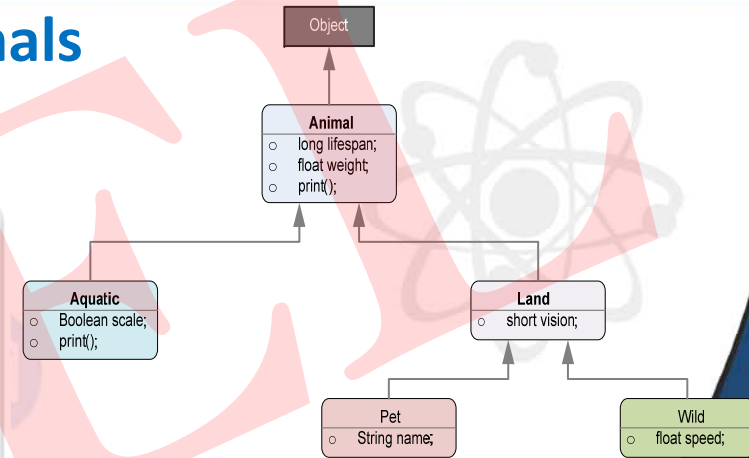 nals
Object
Animal
○ long lifespan;
○ float weight;
○ print();
Aquatic
○ Boolean scale;
○ print();
Land
○ short vision;
Pet
○ String name;
Wild
○ float speed;